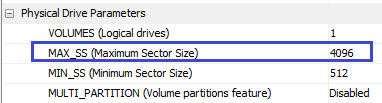 Physical Drive Parameters
VOLUMES (Logical drives) 1
MAX_SS (Maximum Sector Size) 4096
MIN_SS (Minimum Sector Size) 512
MULTI_PARTITION (Volume partitions feature) Disabled